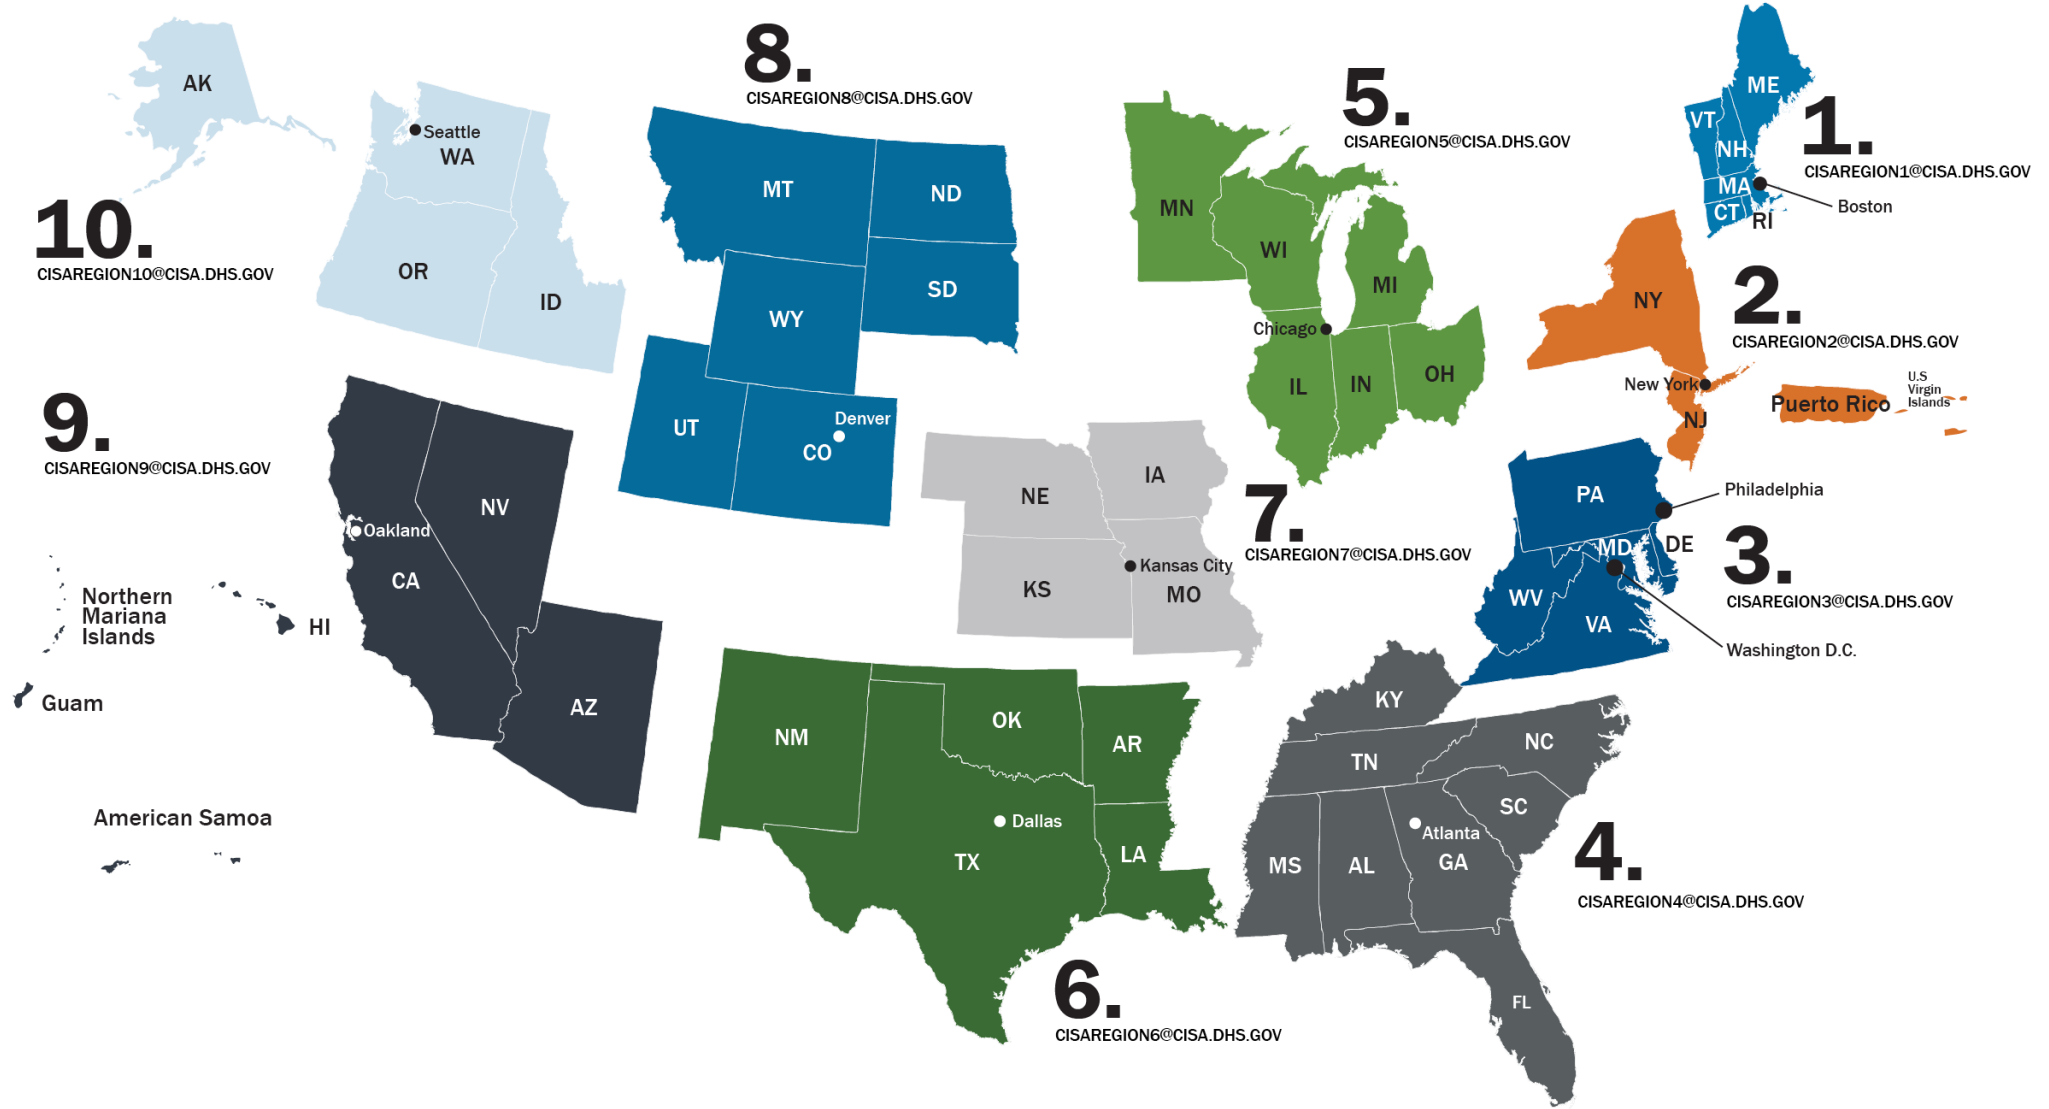 10.
CISAREGION10@CISA.DHS.GOV
AK
Seattle
WA
OR
ID
8.
CISAREGION8@CISA.DHS.GOV
MT
ND
SD
WY
UT
Denver
CO
5.
CISAREGION5@CISA.DHS.GOV
MN
WI
MI
Chicago
IL
IN
OH
1.
CISAREGION1@CISA.DHS.GOV
ME
VT
NH
MA
CT
RI
Boston
2.
CISAREGION2@CISA.DHS.GOV
NY
New York
NJ
Puerto Rico
U.S
Virgin
Islands
9.
CISAREGION9@CISA.DHS.GOV
NV
Oakland
CA
AZ
HI
Northern
Mariana
Islands
Guam
American Samoa
7.
CISAREGION7@CISA.DHS.GOV
NE
IA
KS
Kansas City
MO
3.
CISAREGION3@CISA.DHS.GOV
PA
Philadelphia
MD
DE
WV
VA
Washington D.C.
6.
CISAREGION6@CISA.DHS.GOV
NM
OK
AR
Dallas
TX
LA
4.
CISAREGION4@CISA.DHS.GOV
KY
TN
NC
SC
MS
AL
Atlanta
GA
FL